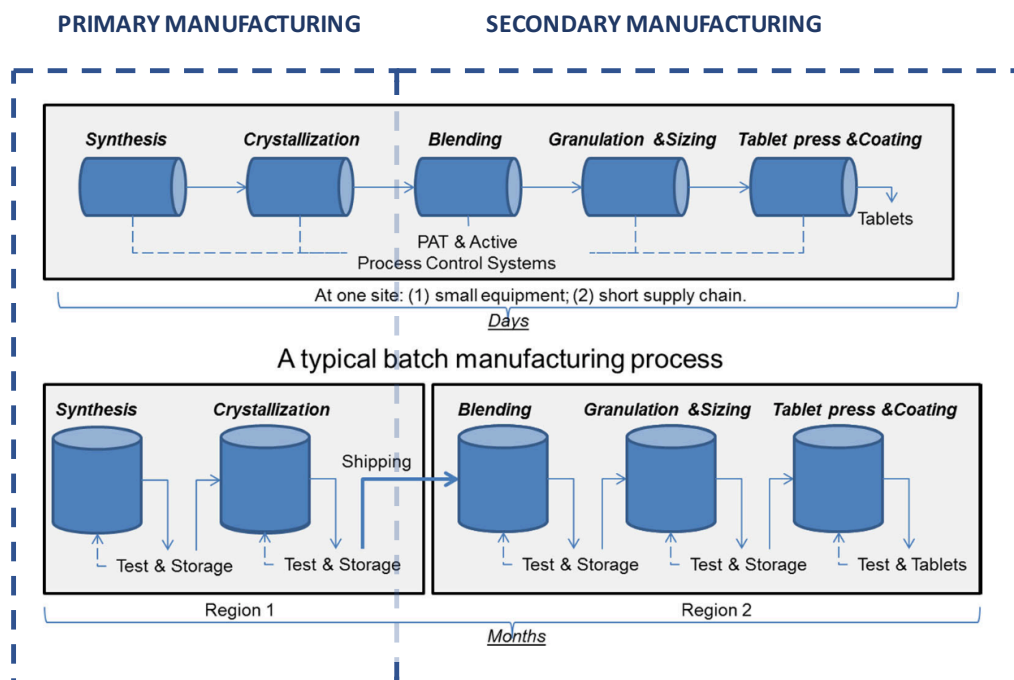 PRIMARY MANUFACTURING
SECONDARY MANUFACTURING
Synthesis
Crystallization
Blending
Granulation &Sizing
Tablet press &Coating
Tablets
PAT & Active
Process Control Systems
At one site: (1) small equipment; (2) short supply chain.
Days
A typical batch manufacturing process
Synthesis
Crystallization
Blending
Granulation &Sizing
Tablet press &Coating
Shipping
Test & Storage
Test & Storage
Test & Storage
Test & Storage
Test & Tablets
Region 1
Region 2
Months